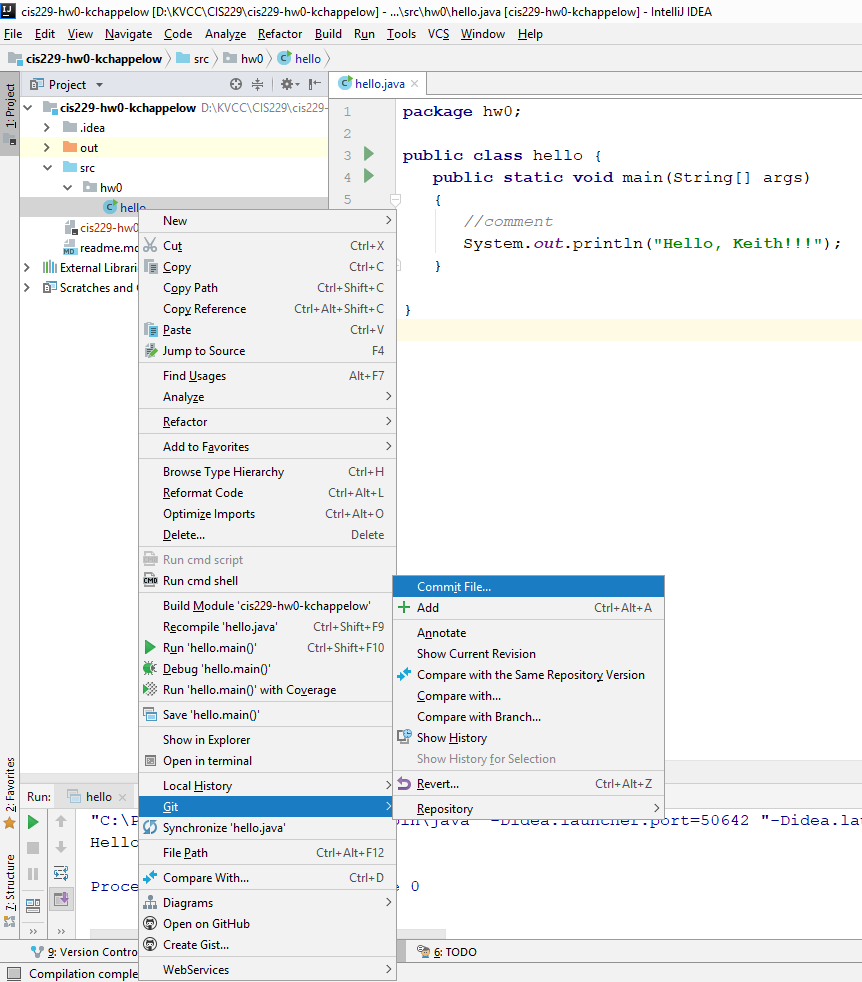 cis229-hw0-kchappelow [D:\KVCC\CIS229\cis229-hw0-kchappelow] - ...\src\hw0\hello.java [cis229-hw0-kchappelow] - IntelliJ IDEA
File Edit View Navigate Code Analyze Refactor Build Run Tools VCS Window Help
cis229-hw0-kchappelow src hw0 hello
1: Project
Project
cis229-hw0-kchappelow D:\KVCC\CIS229\cis229-
.idea
out
src
hw0
hello
cis229-hw0
readme.md
External Librari
Scratches and
hello.java
1 package hw0;
2
3 public class hello {
4 public static void main(String[] args)
5 {
//comment
System.out.println("Hello, Keith!!!");
}
}
New
Cut Ctrl+X
Copy Ctrl+C
Copy Path Ctrl+Shift+C
Copy Reference Ctrl+Alt+Shift+C
Paste Ctrl+V
Jump to Source F4
Find Usages Alt+F7
Analyze
Refactor
Add to Favorites
Browse Type Hierarchy Ctrl+H
Reformat Code Ctrl+Alt+L
Optimize Imports Ctrl+Alt+O
Delete... Delete
Run cmd script
Run cmd shell
Build Module 'cis229-hw0-kchappelow'
Recompile 'hello.java' Ctrl+Shift+F9
Run 'hello.main()' Ctrl+Shift+F10
Debug 'hello.main()'
Run 'hello.main()' with Coverage
Save 'hello.main()'
Show in Explorer
Open in terminal
Local History
Git
Synchronize 'hello.java'
File Path Ctrl+Alt+F12
Compare With... Ctrl+D
Diagrams
Open on GitHub
Create Gist...
WebServices
Commit File...
Add Ctrl+Alt+A
Annotate
Show Current Revision
Compare with the Same Repository Version
Compare with...
Compare with Branch...
Show History
Show History for Selection
Revert... Ctrl+Alt+Z
Repository
2: Favorites
7: Structure
Run: hello
"C:\P in\java" -Didea.launcher.port=50642 "-Didea.la
Hello
Proce e 0
9: Version Contro
6: TODO
Compilation comple